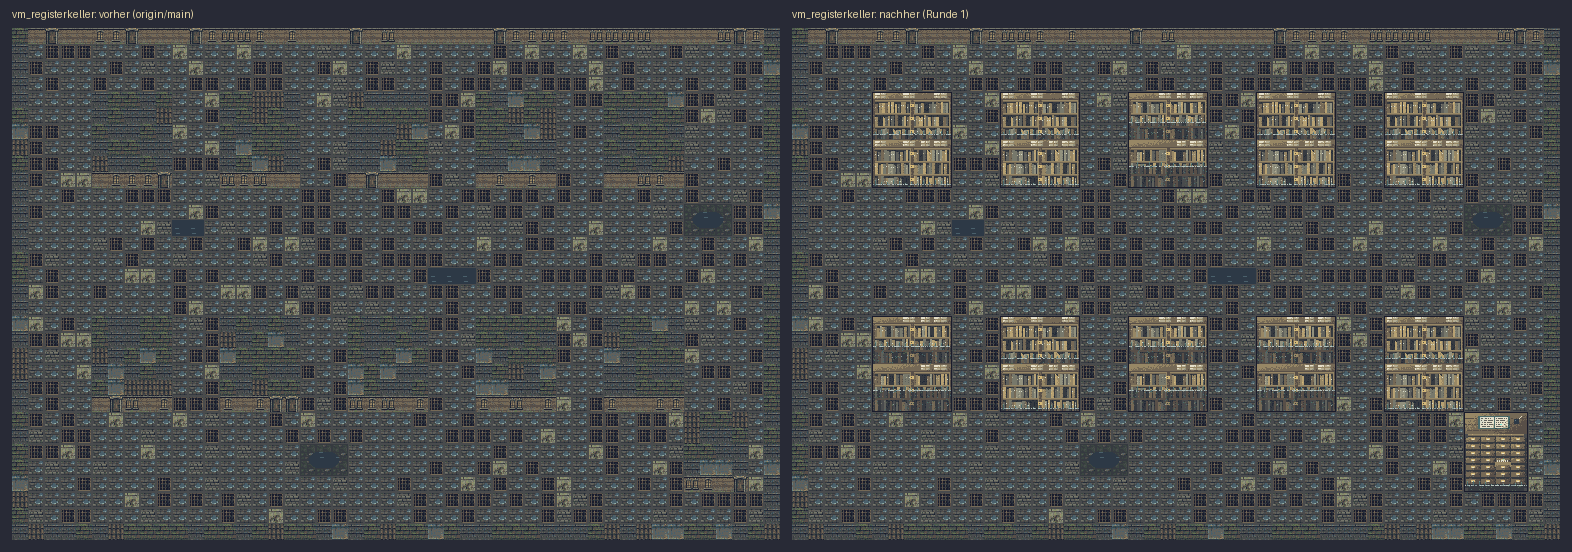 vm_registerkeller: vorher (origin/main)
vm_registerkeller: nachher (Runde 1)